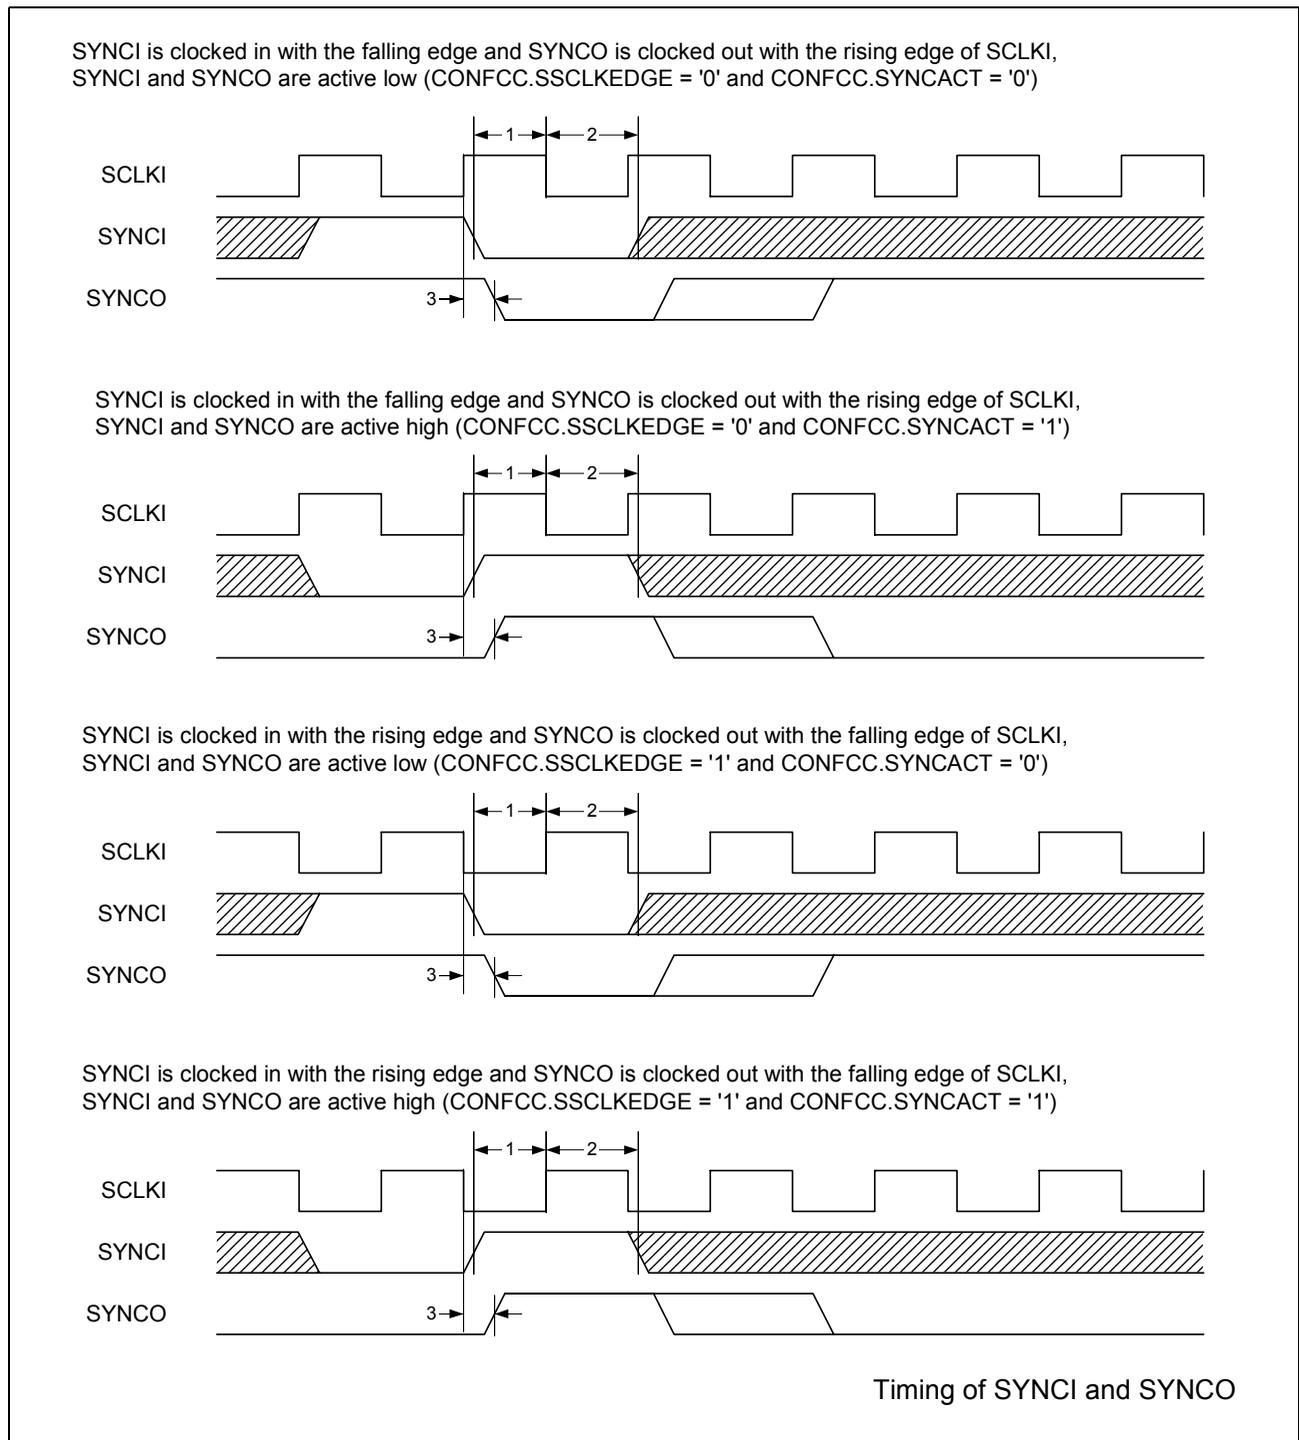 SYNCI is clocked in with the falling edge and SYNCO is clocked out with the rising edge of SCLKI,
SYNCI and SYNCO are active low (CONFCC.SSCLKEDGE = '0' and CONFCC.SYNCACT = '0')
1 2
SCLKI
SYNCI
SYNCO
3
SYNCI is clocked in with the falling edge and SYNCO is clocked out with the rising edge of SCLKI,
SYNCI and SYNCO are active high (CONFCC.SSCLKEDGE = '0' and CONFCC.SYNCACT = '1')
1 2
SCLKI
SYNCI
SYNCO
3
SYNCI is clocked in with the rising edge and SYNCO is clocked out with the falling edge of SCLKI,
SYNCI and SYNCO are active low (CONFCC.SSCLKEDGE = '1' and CONFCC.SYNCACT = '0')
1 2
SCLKI
SYNCI
SYNCO
3
SYNCI is clocked in with the rising edge and SYNCO is clocked out with the falling edge of SCLKI,
SYNCI and SYNCO are active high (CONFCC.SSCLKEDGE = '1' and CONFCC.SYNCACT = '1')
1 2
SCLKI
SYNCI
SYNCO
3
Timing of SYNCI and SYNCO